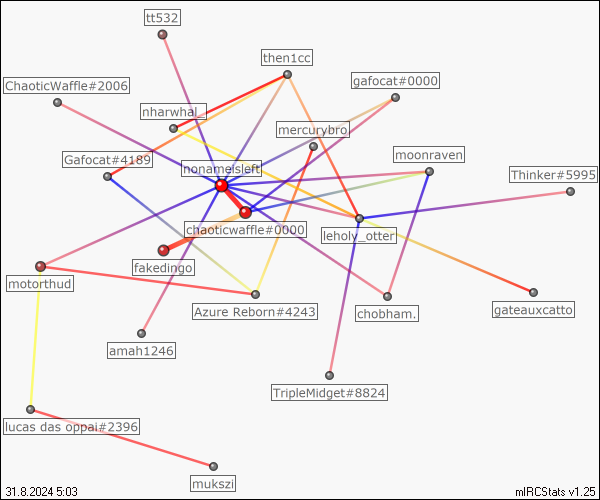 tt532
then1cc
ChaoticWaffle#2006
gafocat#0000
nharwhal_
mercurybro.
Gafocat#4189
moonraven
nonameisleft
Thinker#5995
chaoticwaffle#0000
leholy_otter
fakedingo
motorthud
Azure Reborn#4243
chobham.
gateauxcatto
amah1246
TripleMidget#8824
lucas das oppai#2396
mukszi
31.8.2024 5:03
mIRCStats v1.25